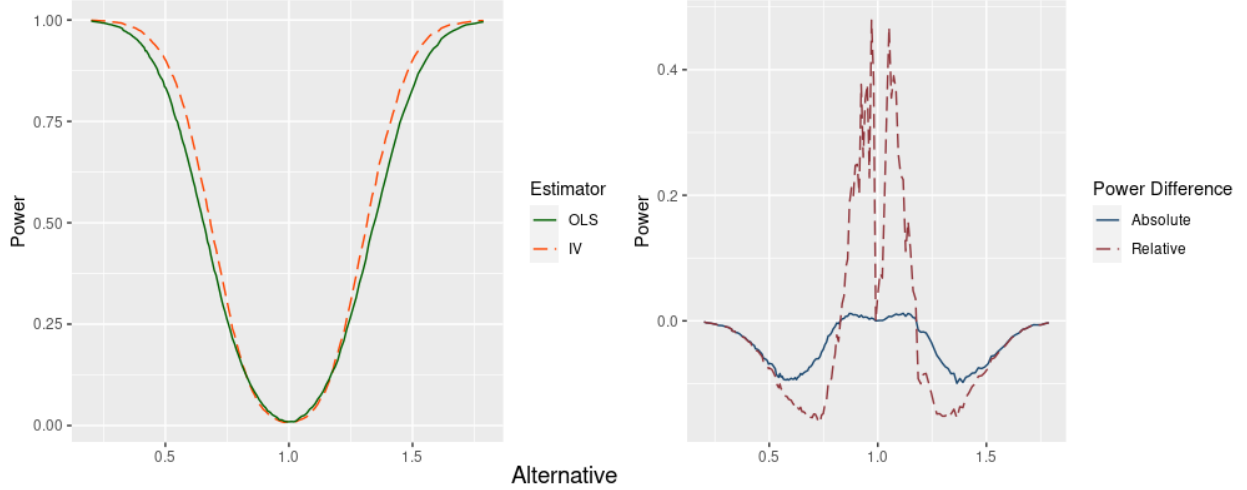 1.00
0.75
0.50
0.25
0.00
Power
0.5
1.0
1.5
Estimator
OLS
IV
0.4
0.2
0.0
Power
0.5
1.0
1.5
Power Difference
Absolute
Relative
Alternative